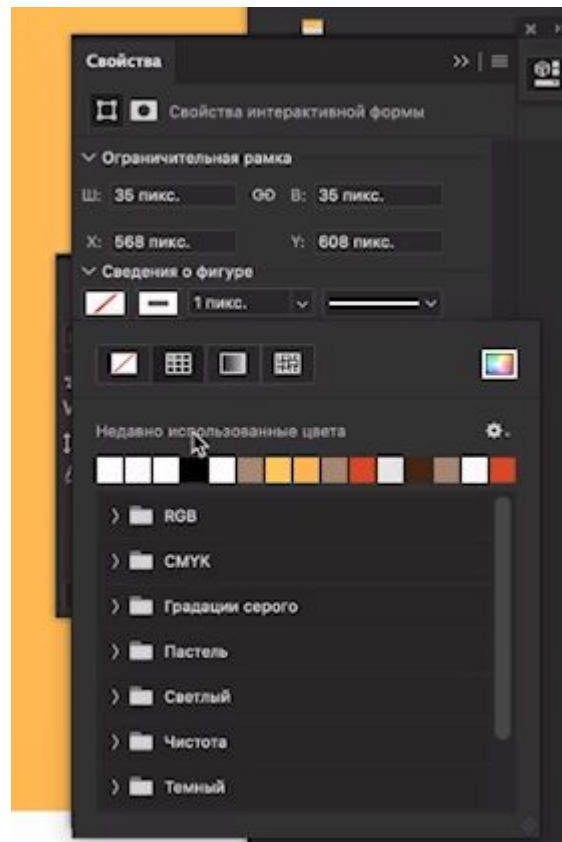 Свойства
Свойства интерактивной формы
Ограничительная рамка
Ш: 35 пикс. В: 35 пикс.
X: 568 пикс. Y: 608 пикс.
Сведения о фигуре
1 пикс.
Недавно использованные цвета
RGB
CMYK
Градации серого
Пастель
Светлый
Чистота
Темный